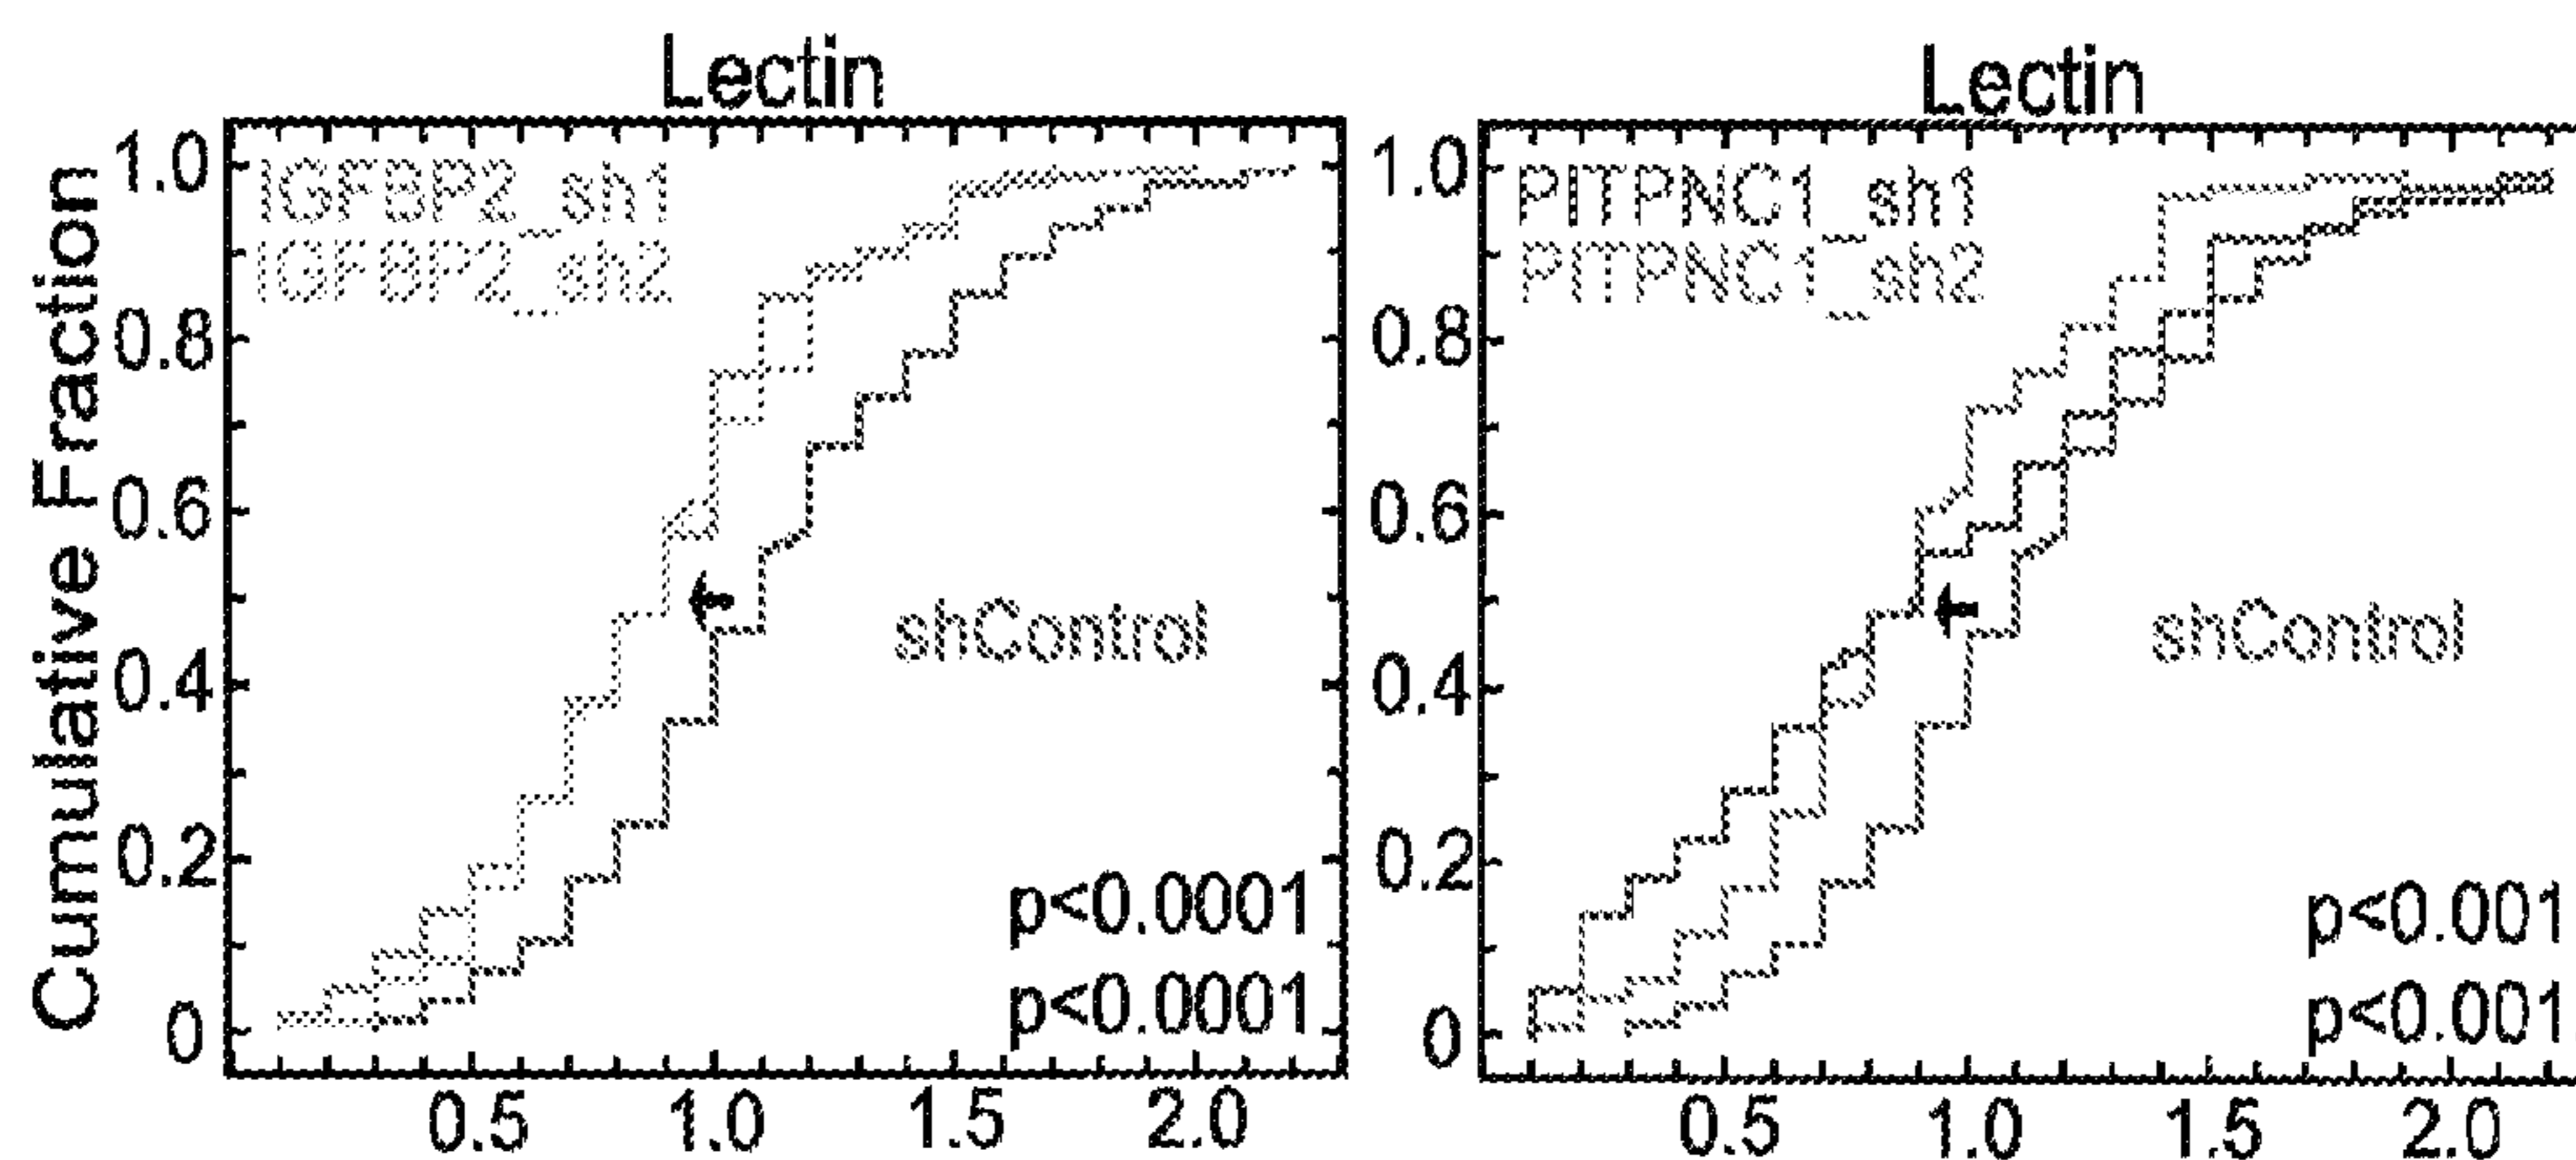 Lectin
Cumulative Fraction
1.0
0.8
0.6
0.4
0.2
0
IGFBP2_sh1
IGFBP2_sh2
shControl
p<0.0001
p<0.0001
0.5 1.0 1.5 2.0
Lectin
1.0
0.8
0.6
0.4
0.2
0
PITPNC1_sh1
PITPNC1_sh2
shControl
p<0.001
p<0.001
0.5 1.0 1.5 2.0